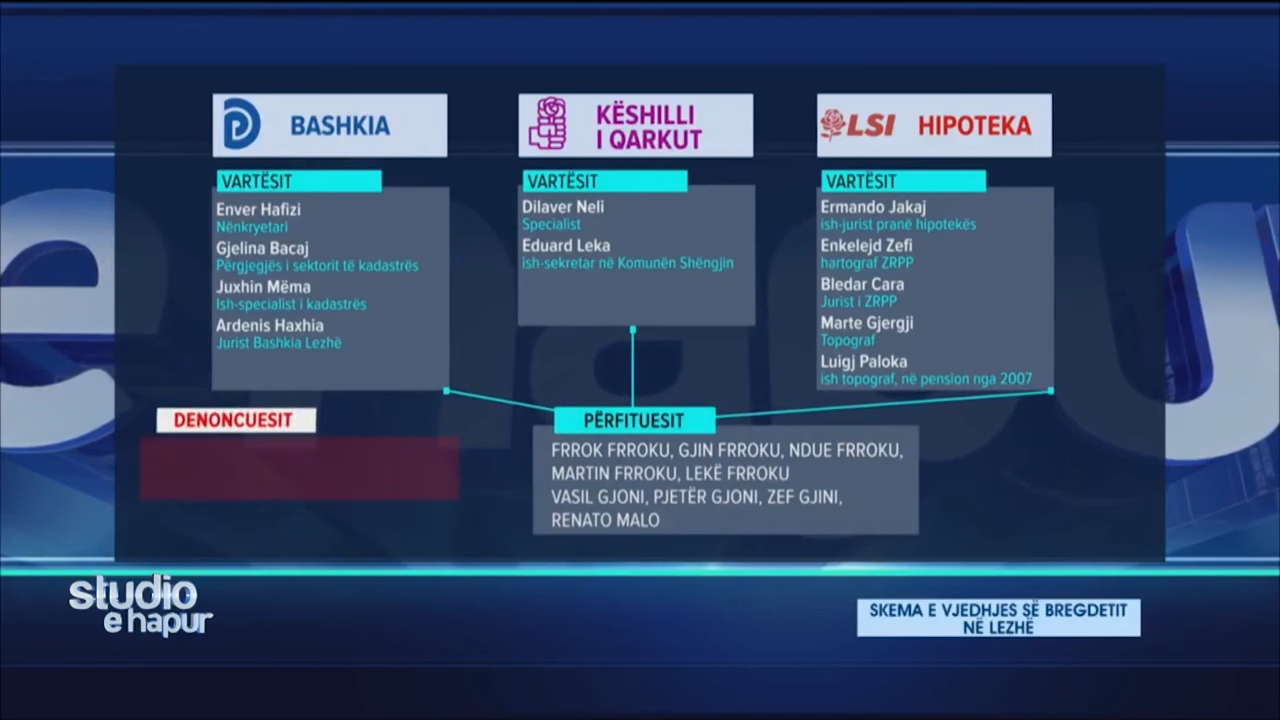 BASHKIA
VARTËSIT
Enver Hafizi
Nënkryetari
Gjelina Bacaj
Përgjegjës i sektorit të kadastrës
Juxhin Mëma
Ish-specialist i kadastrës
Ardenis Haxhia
Jurist Bashkia Lezhë
KËSHILLI
I QARKUT
VARTËSIT
Dilaver Neli
Specialist
Eduard Leka
ish-sekretar në Komunën Shëngjin
LSI HIPOTEKA
VARTËSIT
Ermando Jakaj
ish-jurist pranë hipotekës
Enkelejd Zefi
hartograf ZRPP
Bledar Cara
Jurist i ZRPP
Marte Gjergji
Topograf
Luigj Paloka
ish topograf, në pension nga 2007
DENONCUESIT
PËRFITUESIT
FRROK FRROKU, GJIN FRROKU, NDUE FRROKU,
MARTIN FRROKU, LEKË FRROKU
VASIL GJONI, PJETËR GJONI, ZEF GJINI,
RENATO MALO
studio
e hapur
SKEMA E VJEDHJES SË BREGDETIT
NË LEZHË